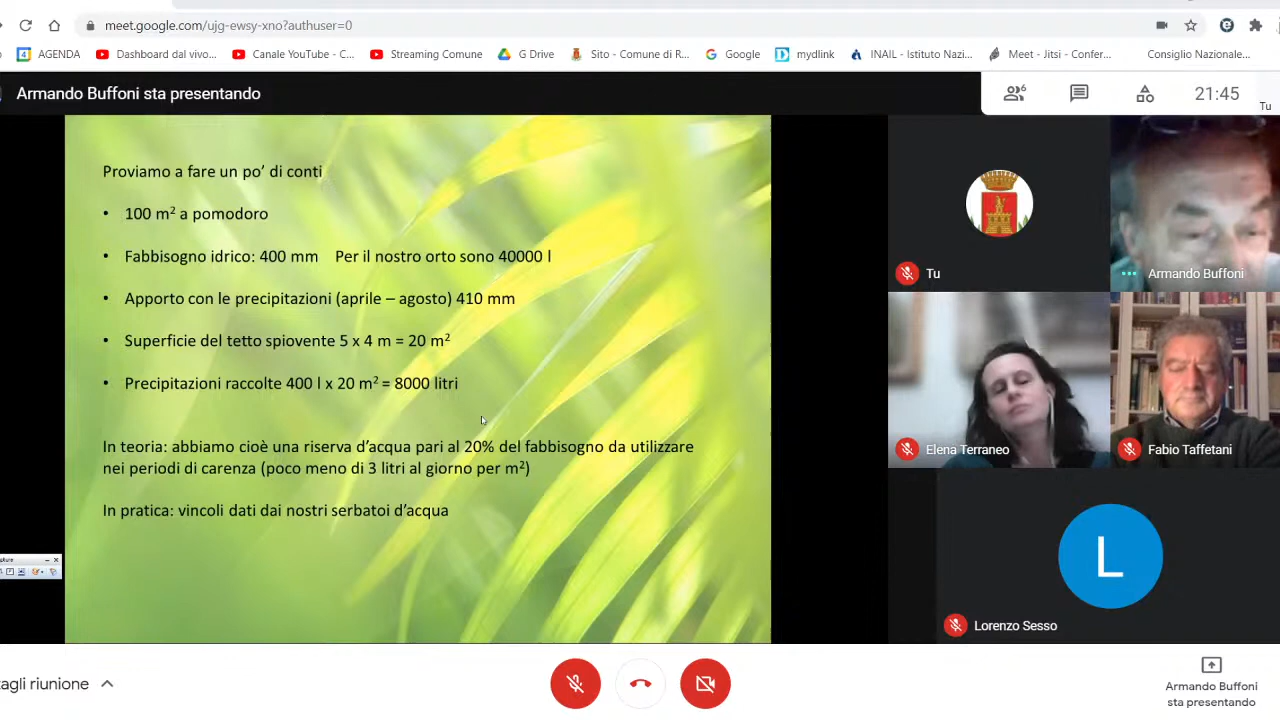 meet.google.com/ujg-ewsy-xno?authuser=0
AGENDA Dashboard dal vivo... Canale YouTube - C... Streaming Comune G Drive Sito - Comune di R... Google mydlink INAIL - Istituto Nazi... Meet - Jitsi - Confer... Consiglio Nazionale...
Armando Buffoni sta presentando
6
21:45
Tu
Proviamo a fare un po' di conti
• 100 m² a pomodoro
• Fabbisogno idrico: 400 mm Per il nostro orto sono 40000 l
• Apporto con le precipitazioni (aprile – agosto) 410 mm
• Superficie del tetto spiovente 5 x 4 m = 20 m²
• Precipitazioni raccolte 400 l x 20 m² = 8000 litri
In teoria: abbiamo cioè una riserva d'acqua pari al 20% del fabbisogno da utilizzare
nei periodi di carenza (poco meno di 3 litri al giorno per m²)
In pratica: vincoli dati dai nostri serbatoi d'acqua
Tu
Armando Buffoni
Elena Terraneo
Fabio Taffetani
L
Lorenzo Sesso
tagli riunione
Armando Buffoni
sta presentando